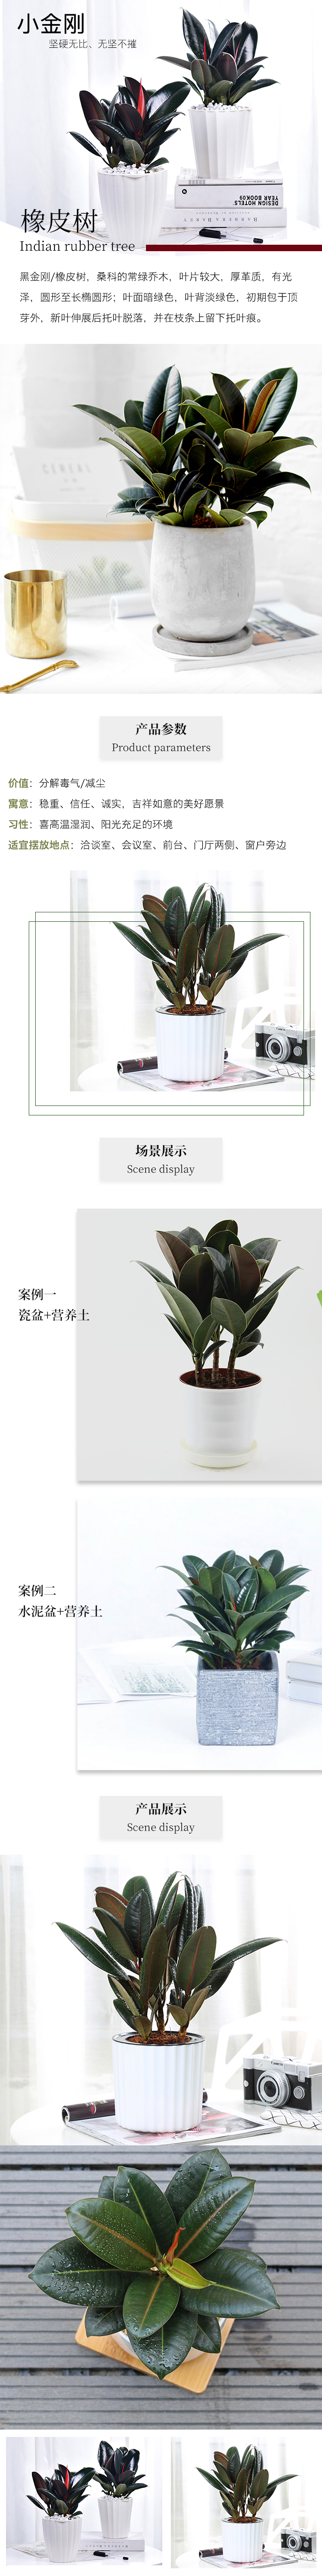 小金刚
坚硬无比、无坚不摧
DESIGN NOTES
YEAR BOOK09
橡皮树
Indian rubber tree
黑金刚/橡皮树，桑科的常绿乔木，叶片较大，厚革质，有光
泽，圆形至长椭圆形；叶面暗绿色，叶背淡绿色，初期包于顶
芽外，新叶伸展后托叶脱落，并在枝条上留下托叶痕。
CEREAL
产品参数
Product parameters
价值：分解毒气/减尘
寓意：稳重、信任、诚实，吉祥如意的美好愿景
习性：喜高温湿润、阳光充足的环境
适宜摆放地点：洽谈室、会议室、前台、门厅两侧、窗户旁边
场景展示
Scene display
案例一
瓷盆+营养土
案例二
水泥盆+营养土
产品展示
Scene display
Canon